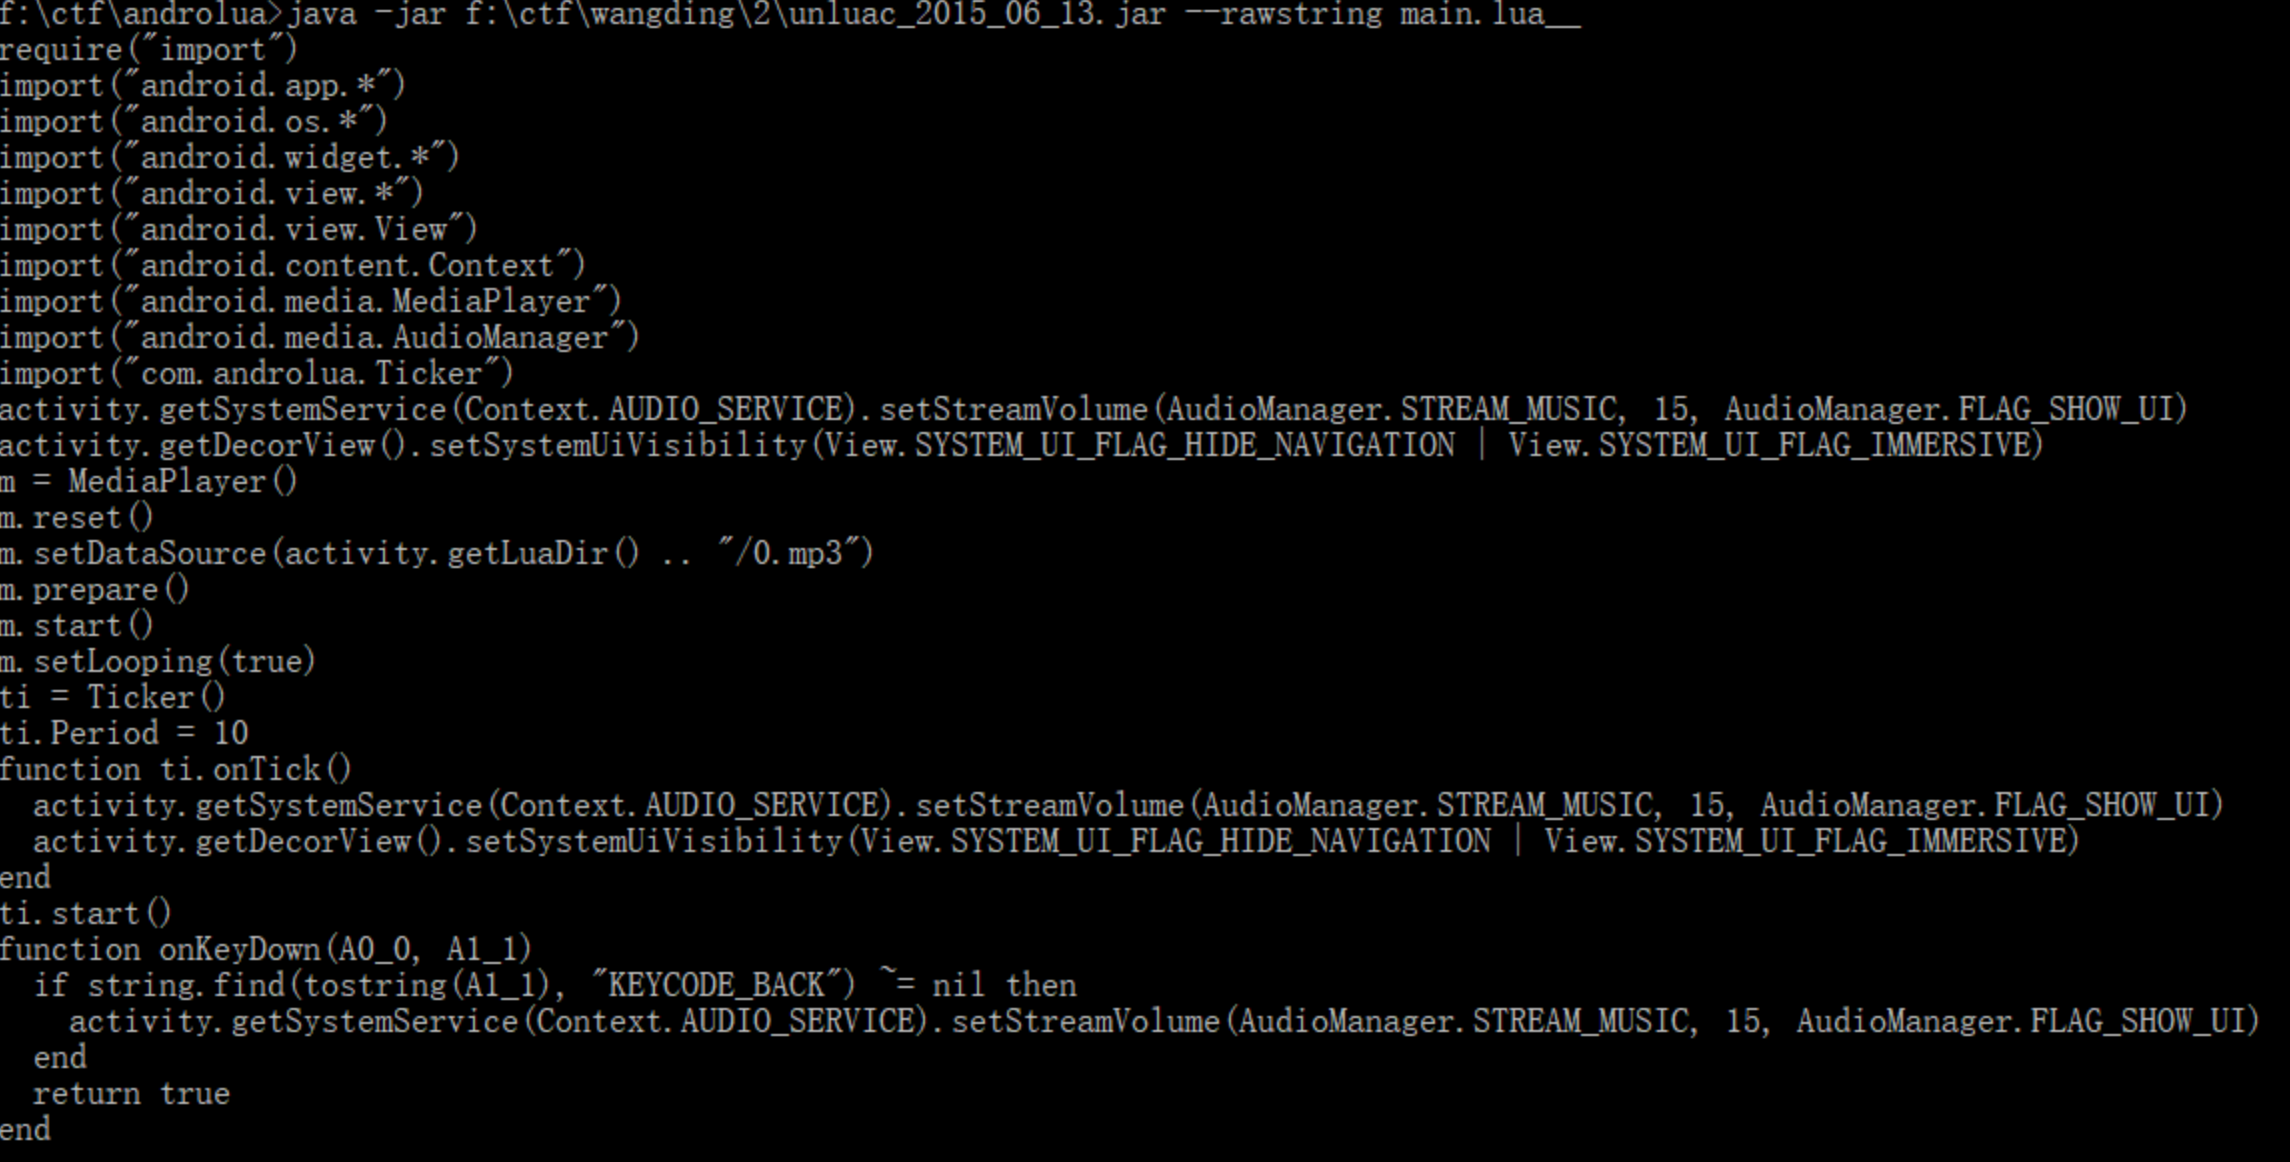 f:\ctf\androlua>java -jar f:\ctf\wangding\2\unluac_2015_06_13.jar --rawstring main.lua__
require("import")
import("android.app.*")
import("android.os.*")
import("android.widget.*")
import("android.view.*")
import("android.view.View")
import("android.content.Context")
import("android.media.MediaPlayer")
import("android.media.AudioManager")
import("com.androlua.Ticker")
activity.getSystemService(Context.AUDIO_SERVICE).setStreamVolume(AudioManager.STREAM_MUSIC, 15, AudioManager.FLAG_SHOW_UI)
activity.getDecorView().setSystemUiVisibility(View.SYSTEM_UI_FLAG_HIDE_NAVIGATION | View.SYSTEM_UI_FLAG_IMMERSIVE)
m = MediaPlayer()
m.reset()
m.setDataSource(activity.getLuaDir() .. "/0.mp3")
m.prepare()
m.start()
m.setLooping(true)
ti = Ticker()
ti.Period = 10
function ti.onTick()
  activity.getSystemService(Context.AUDIO_SERVICE).setStreamVolume(AudioManager.STREAM_MUSIC, 15, AudioManager.FLAG_SHOW_UI)
  activity.getDecorView().setSystemUiVisibility(View.SYSTEM_UI_FLAG_HIDE_NAVIGATION | View.SYSTEM_UI_FLAG_IMMERSIVE)
end
ti.start()
function onKeyDown(A0_0, A1_1)
  if string.find(tostring(A1_1), "KEYCODE_BACK") ~= nil then
    activity.getSystemService(Context.AUDIO_SERVICE).setStreamVolume(AudioManager.STREAM_MUSIC, 15, AudioManager.FLAG_SHOW_UI)
  end
  return true
end